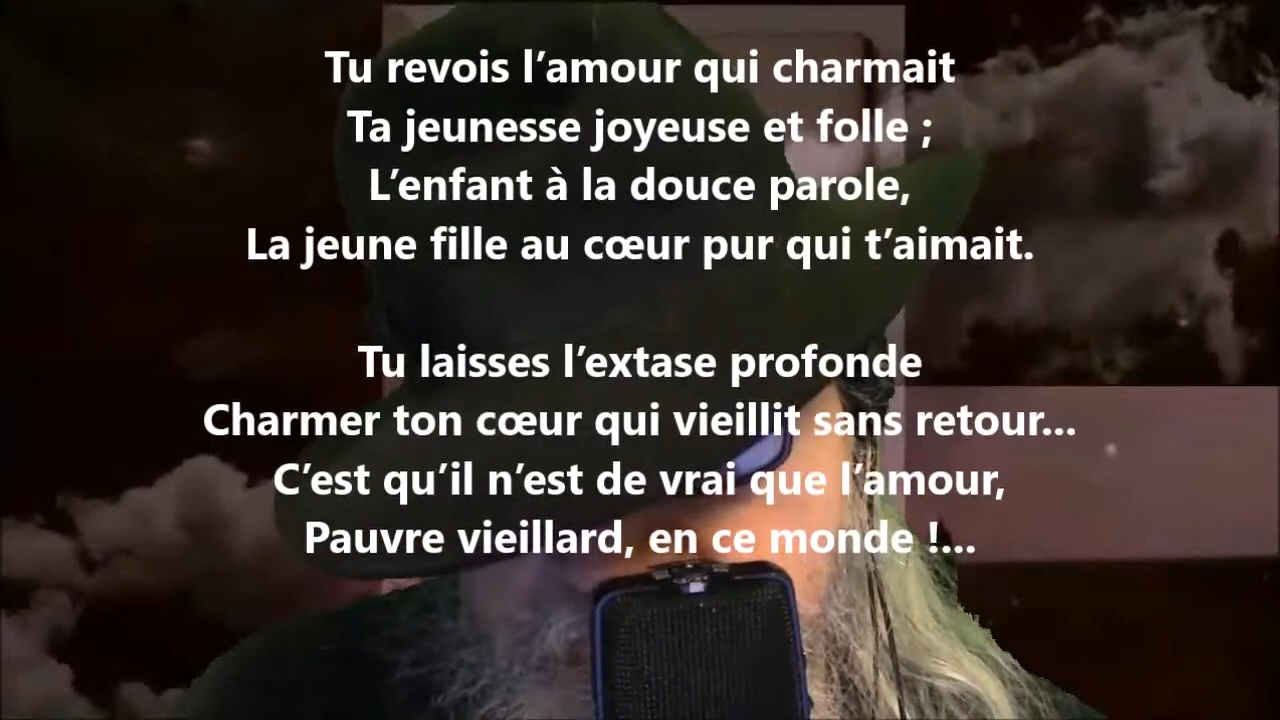 Tu revois l’amour qui charmait
Ta jeunesse joyeuse et folle ;
L’enfant à la douce parole,
La jeune fille au cœur pur qui t’aimait.
Tu laisses l’extase profonde
Charmer ton cœur qui vieillit sans retour...
C’est qu’il n’est de vrai que l’amour,
Pauvre vieillard, en ce monde !...